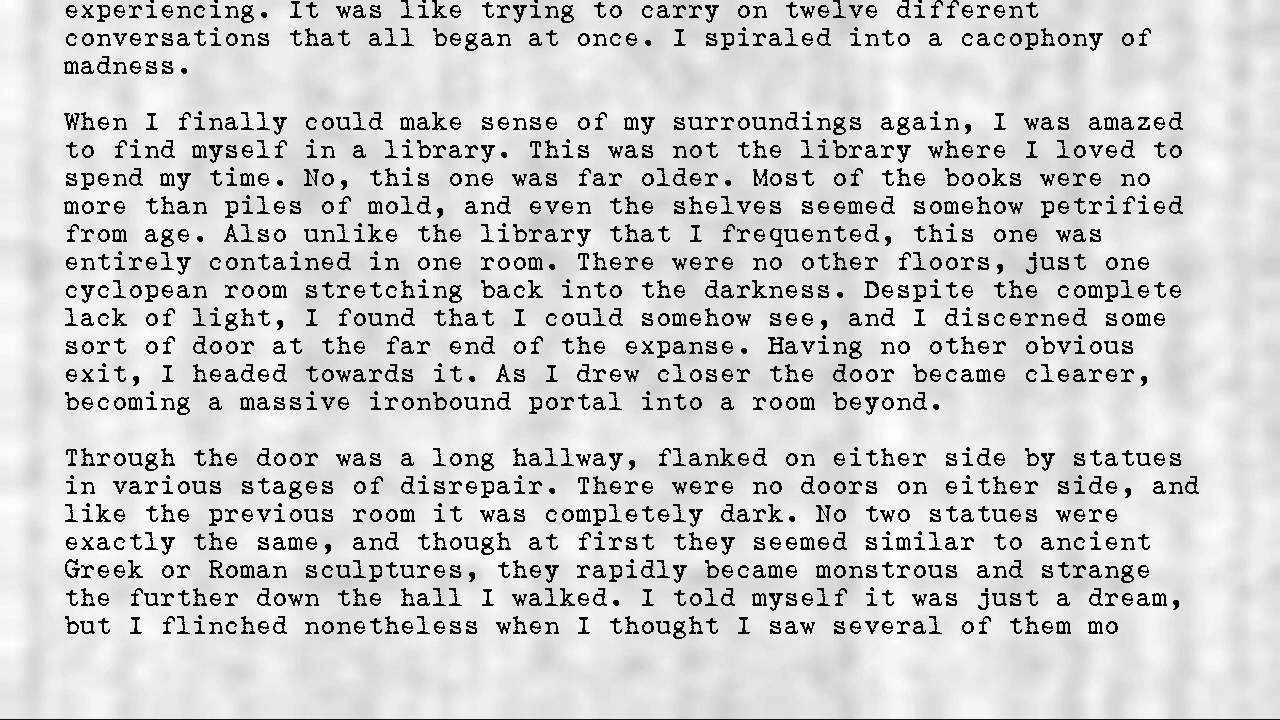 experiencing. It was like trying to carry on twelve different
conversations that all began at once. I spiraled into a cacophony of
madness.
When I finally could make sense of my surroundings again, I was amazed
to find myself in a library. This was not the library where I loved to
spend my time. No, this one was far older. Most of the books were no
more than piles of mold, and even the shelves seemed somehow petrified
from age. Also unlike the library that I frequented, this one was
entirely contained in one room. There were no other floors, just one
cyclopean room stretching back into the darkness. Despite the complete
lack of light, I found that I could somehow see, and I discerned some
sort of door at the far end of the expanse. Having no other obvious
exit, I headed towards it. As I drew closer the door became clearer,
becoming a massive ironbound portal into a room beyond.
Through the door was a long hallway, flanked on either side by statues
in various stages of disrepair. There were no doors on either side, and
like the previous room it was completely dark. No two statues were
exactly the same, and though at first they seemed similar to ancient
Greek or Roman sculptures, they rapidly became monstrous and strange
the further down the hall I walked. I told myself it was just a dream,
but I flinched nonetheless when I thought I saw several of them mo